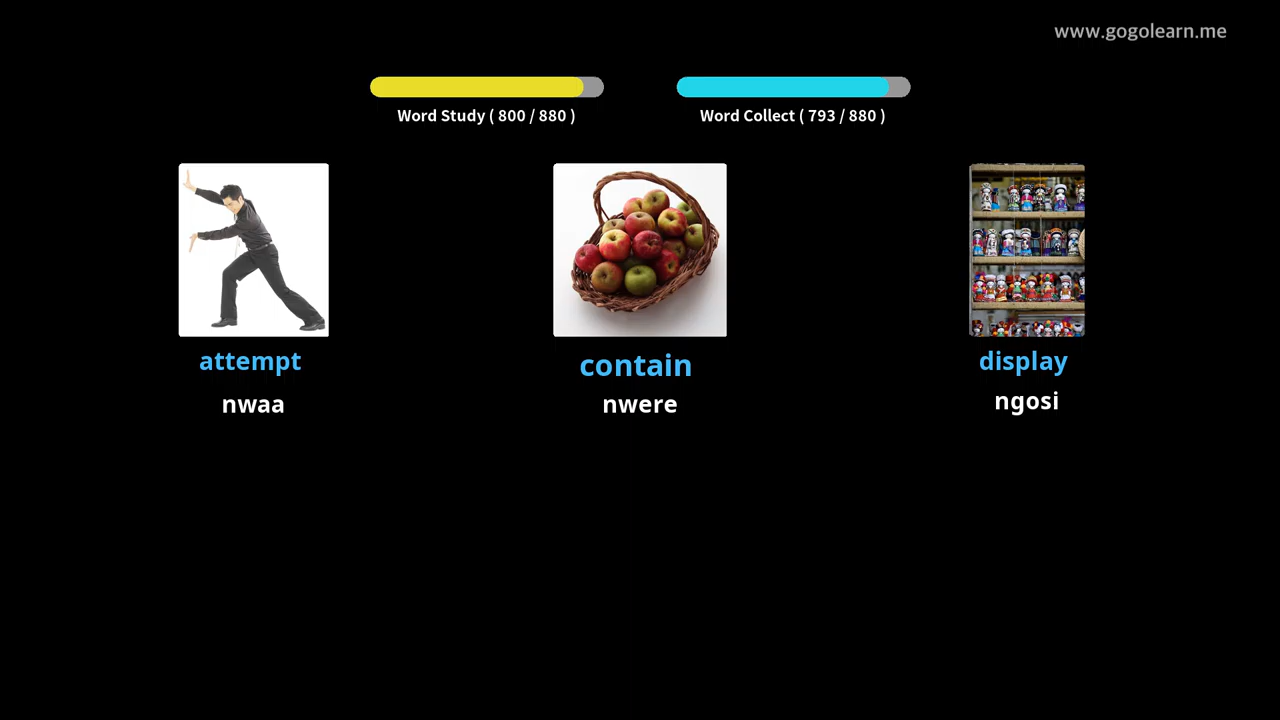 www.gogolearn.me
Word Study ( 800 / 880 )
Word Collect ( 793 / 880 )
attempt
nwaa
contain
nwere
display
ngosi